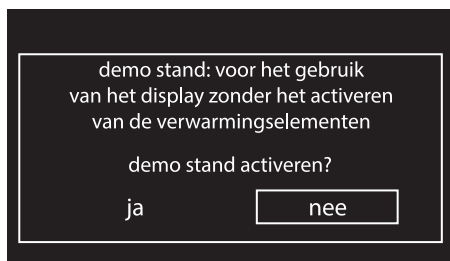 demo stand: voor het gebruik
van het display zonder het activeren
van de verwarmingselementen
demo stand activeren?
ja nee